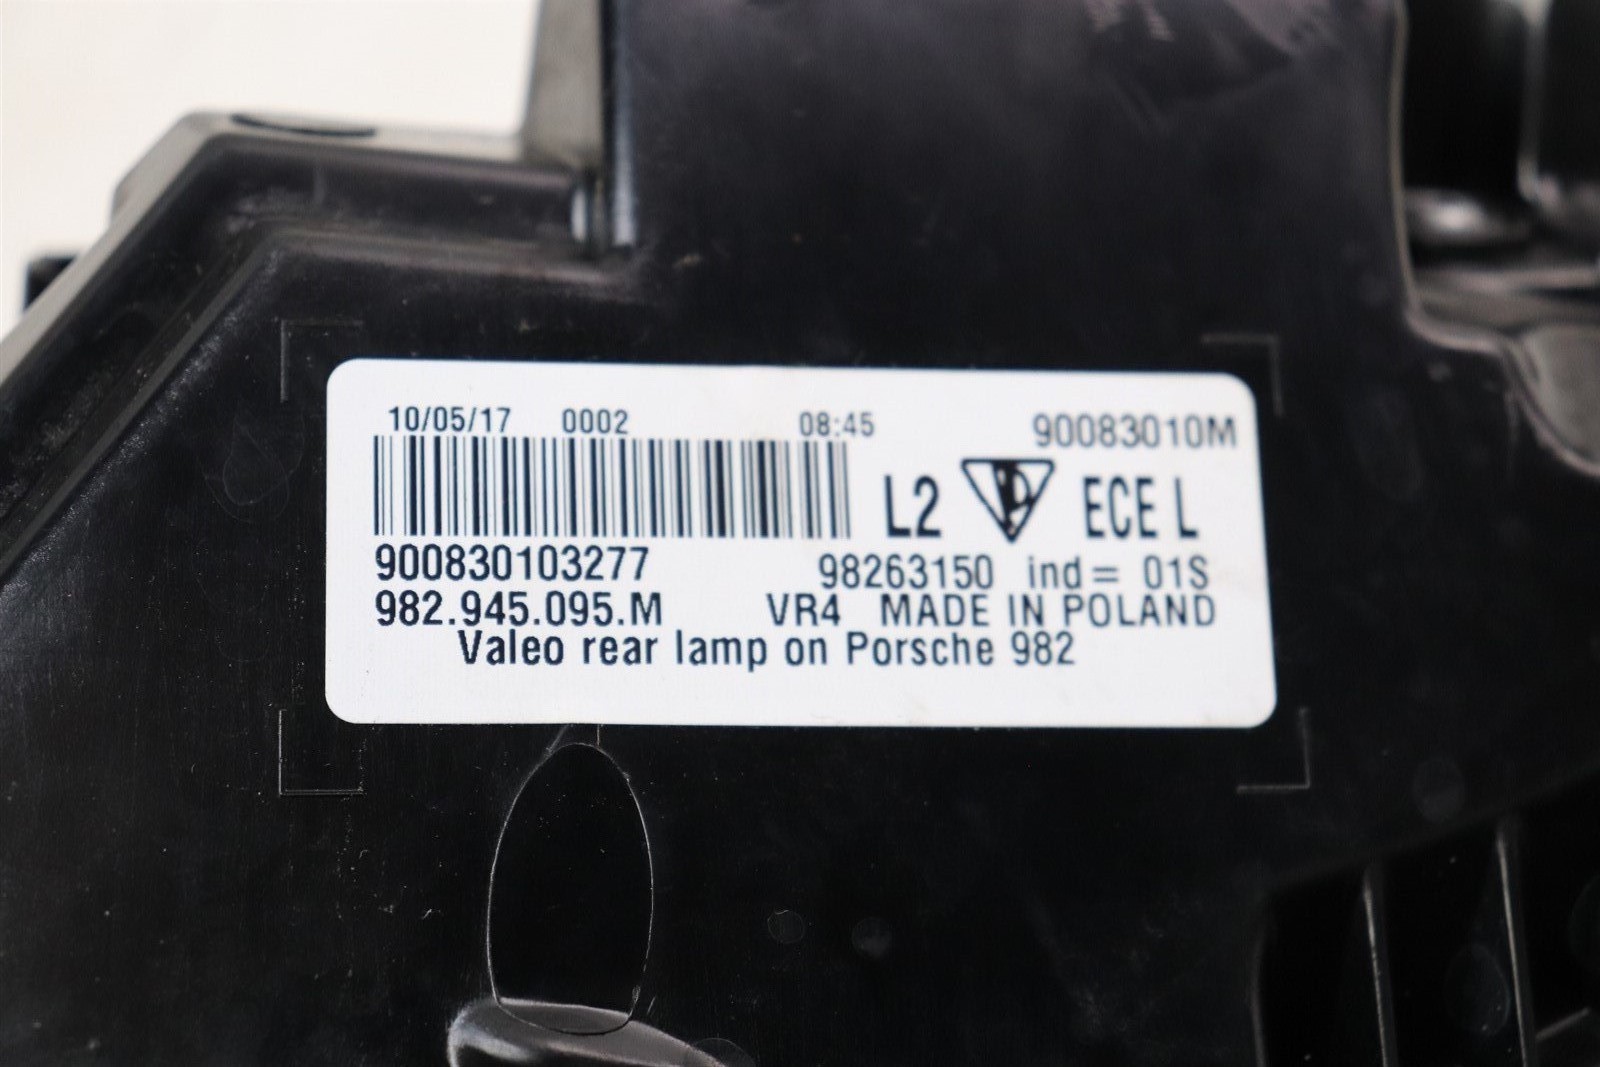 10/05/17 0002 08:45 90083010M
L2 ECE L
900830103277 98263150 ind = 01S
982.945.095.M VR4 MADE IN POLAND
Valeo rear lamp on Porsche 982